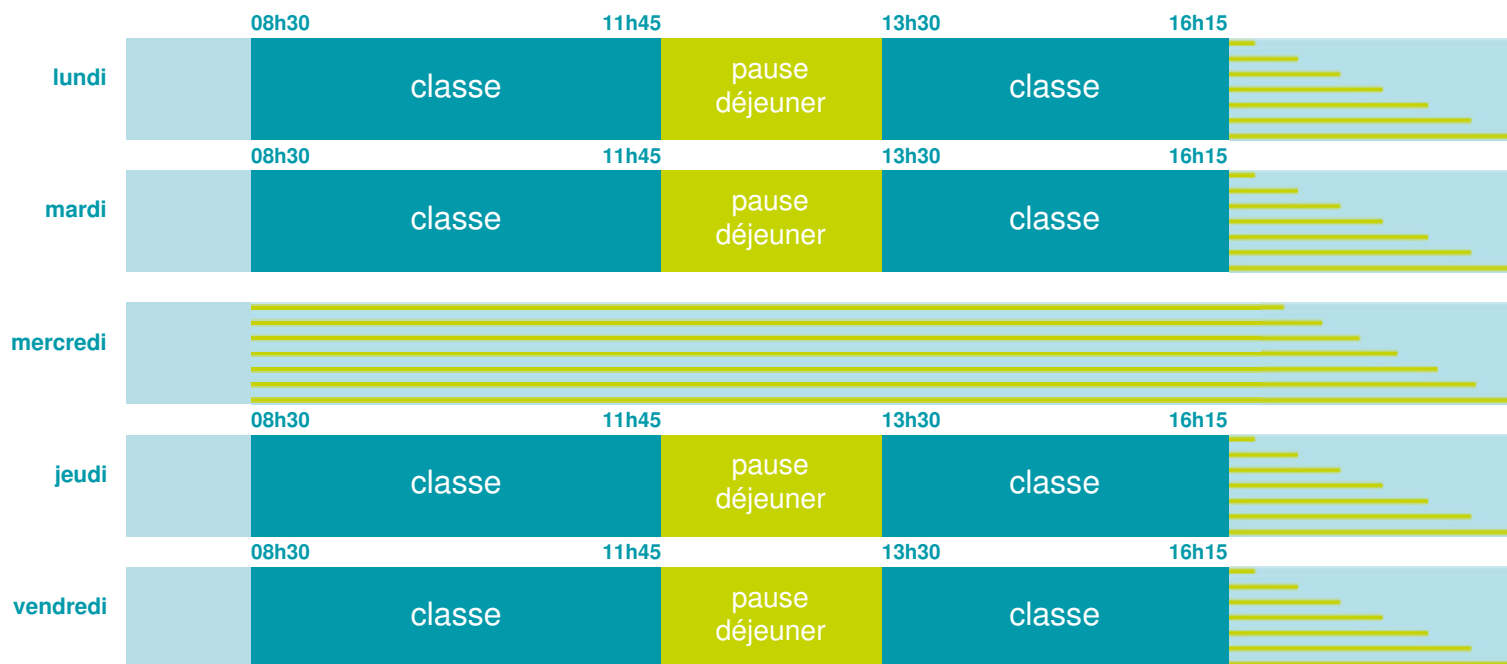 08h30 11h45 13h30 16h15
lundi
classe
pause
déjeuner
classe
08h30 11h45 13h30 16h15
mardi
classe
pause
déjeuner
classe
mercredi
08h30 11h45 13h30 16h15
jeudi
classe
pause
déjeuner
classe
08h30 11h45 13h30 16h15
vendredi
classe
pause
déjeuner
classe